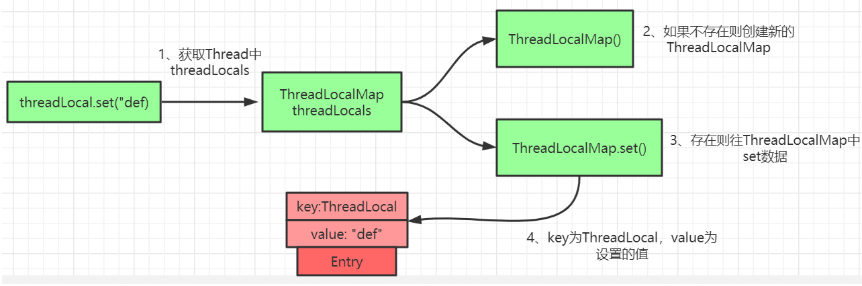 1、获取Thread中
threadLocals
threadLocal.set("def)
ThreadLocalMap
threadLocals
ThreadLocalMap()
2、如果不存在则创建新的
ThreadLocalMap
ThreadLocalMap.set()
3、存在则往ThreadLocalMap中
set数据
key:ThreadLocal
value: "def"
Entry
4、key为ThreadLocal，value为
设置的值